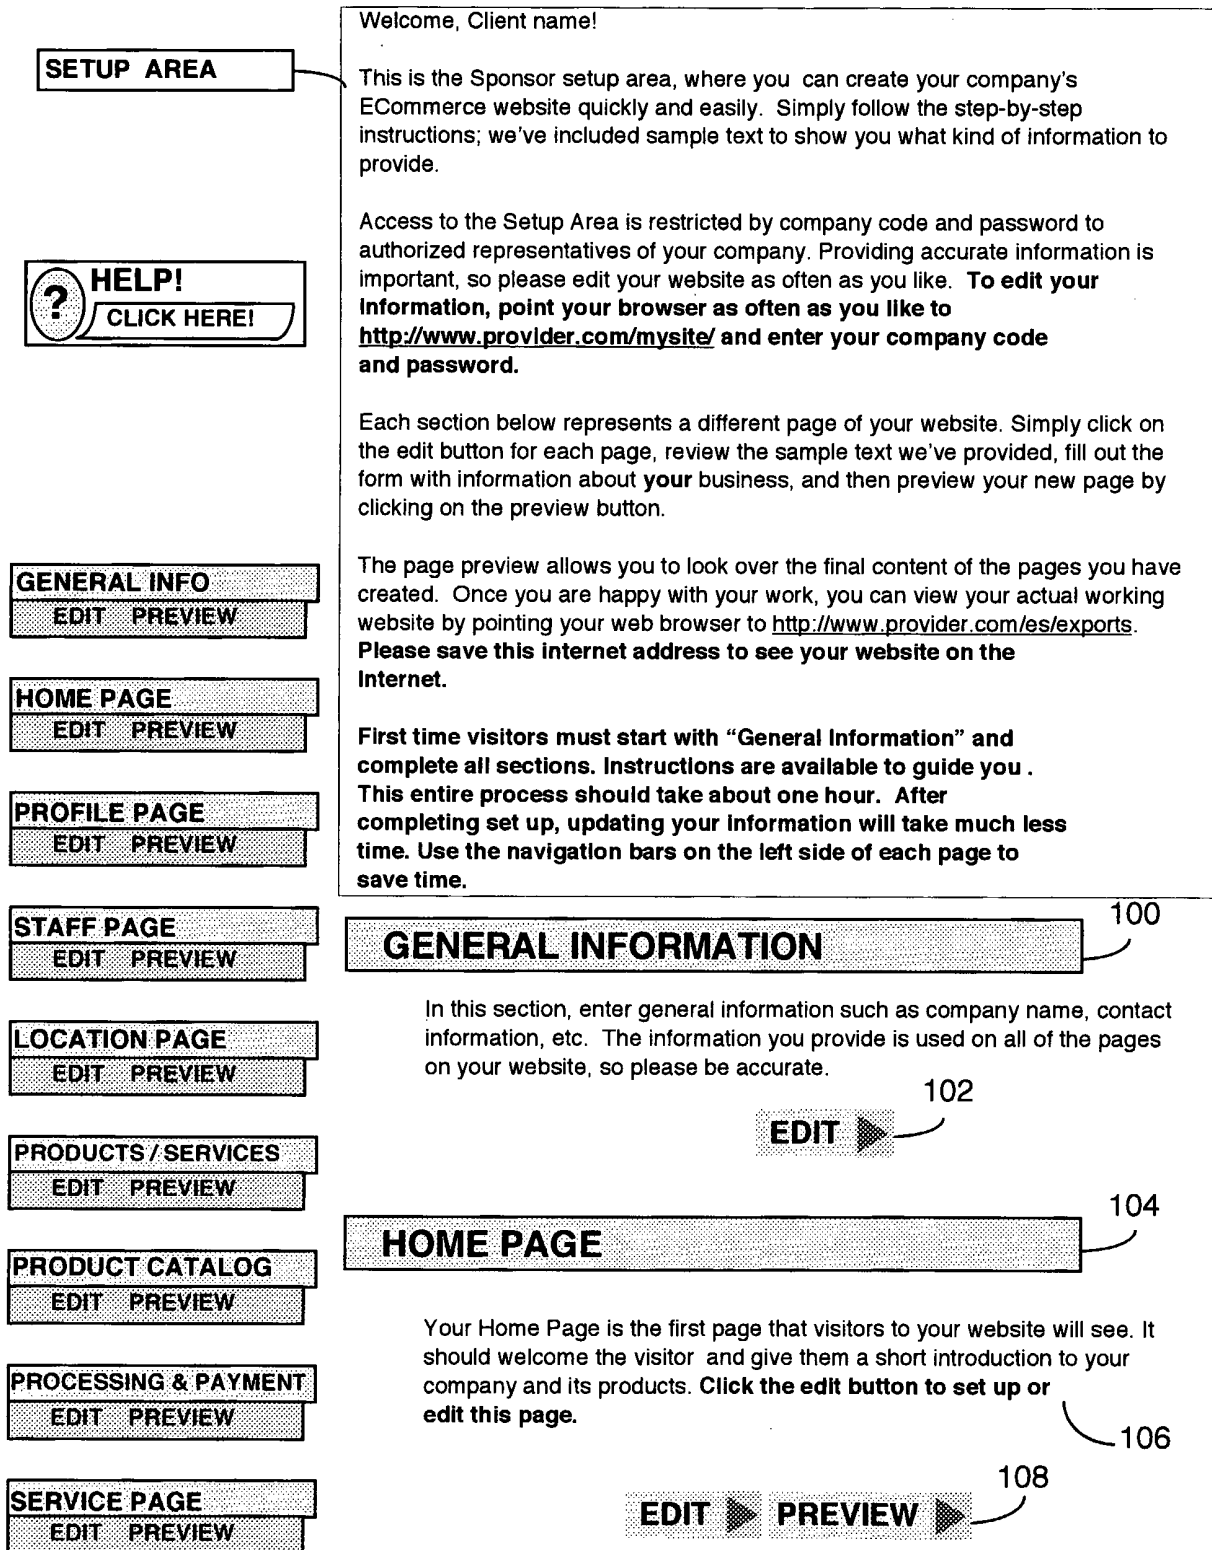 SETUP AREA
?
HELP!
CLICK HERE!
GENERAL INFO
EDIT PREVIEW
HOME PAGE
EDIT PREVIEW
PROFILE PAGE
EDIT PREVIEW
STAFF PAGE
EDIT PREVIEW
LOCATION PAGE
EDIT PREVIEW
PRODUCTS / SERVICES
EDIT PREVIEW
PRODUCT CATALOG
EDIT PREVIEW
PROCESSING & PAYMENT
EDIT PREVIEW
SERVICE PAGE
EDIT PREVIEW
Welcome, Client name!
This is the Sponsor setup area, where you can create your company's
ECommerce website quickly and easily. Simply follow the step-by-step
instructions; we've included sample text to show you what kind of information to
provide.
Access to the Setup Area is restricted by company code and password to
authorized representatives of your company. Providing accurate information is
important, so please edit your website as often as you like. To edit your
information, point your browser as often as you like to
http://www.provider.com/mysite/ and enter your company code
and password.
Each section below represents a different page of your website. Simply click on
the edit button for each page, review the sample text we've provided, fill out the
form with information about your business, and then preview your new page by
clicking on the preview button.
The page preview allows you to look over the final content of the pages you have
created. Once you are happy with your work, you can view your actual working
website by pointing your web browser to http://www.provider.com/es/exports.
Please save this internet address to see your website on the
Internet.
First time visitors must start with “General Information” and
complete all sections. Instructions are available to guide you .
This entire process should take about one hour. After
completing set up, updating your information will take much less
time. Use the navigation bars on the left side of each page to
save time.
100
GENERAL INFORMATION
In this section, enter general information such as company name, contact
information, etc. The information you provide is used on all of the pages
on your website, so please be accurate.
102
EDIT
104
HOME PAGE
Your Home Page is the first page that visitors to your website will see. It
should welcome the visitor and give them a short introduction to your
company and its products. Click the edit button to set up or
edit this page.
106
108
EDIT PREVIEW